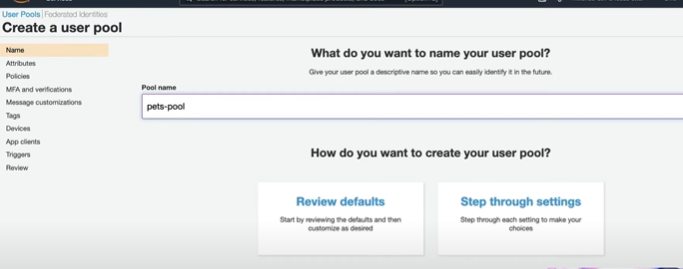 User Pools | Federated Identities
Create a user pool
Name
Attributes
Policies
MFA and verifications
Message customizations
Tags
Devices
App clients
Triggers
Review
What do you want to name your user pool?
Give your user pool a descriptive name so you can easily identify it in the future.
Pool name
pets-pool
How do you want to create your user pool?
Review defaults
Start by reviewing the defaults and then
customize as desired
Step through settings
Step through each setting to make your
choices